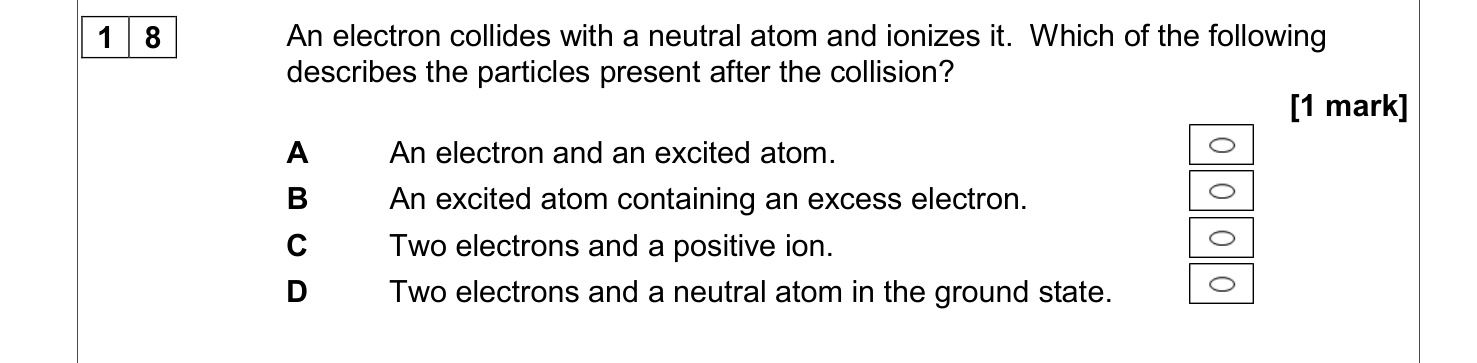 1 8 An electron collides with a neutral atom and ionizes it. Which of the following
describes the particles present after the collision?
[1 mark]
A An electron and an excited atom.
B An excited atom containing an excess electron.
C Two electrons and a positive ion.
D Two electrons and a neutral atom in the ground state.